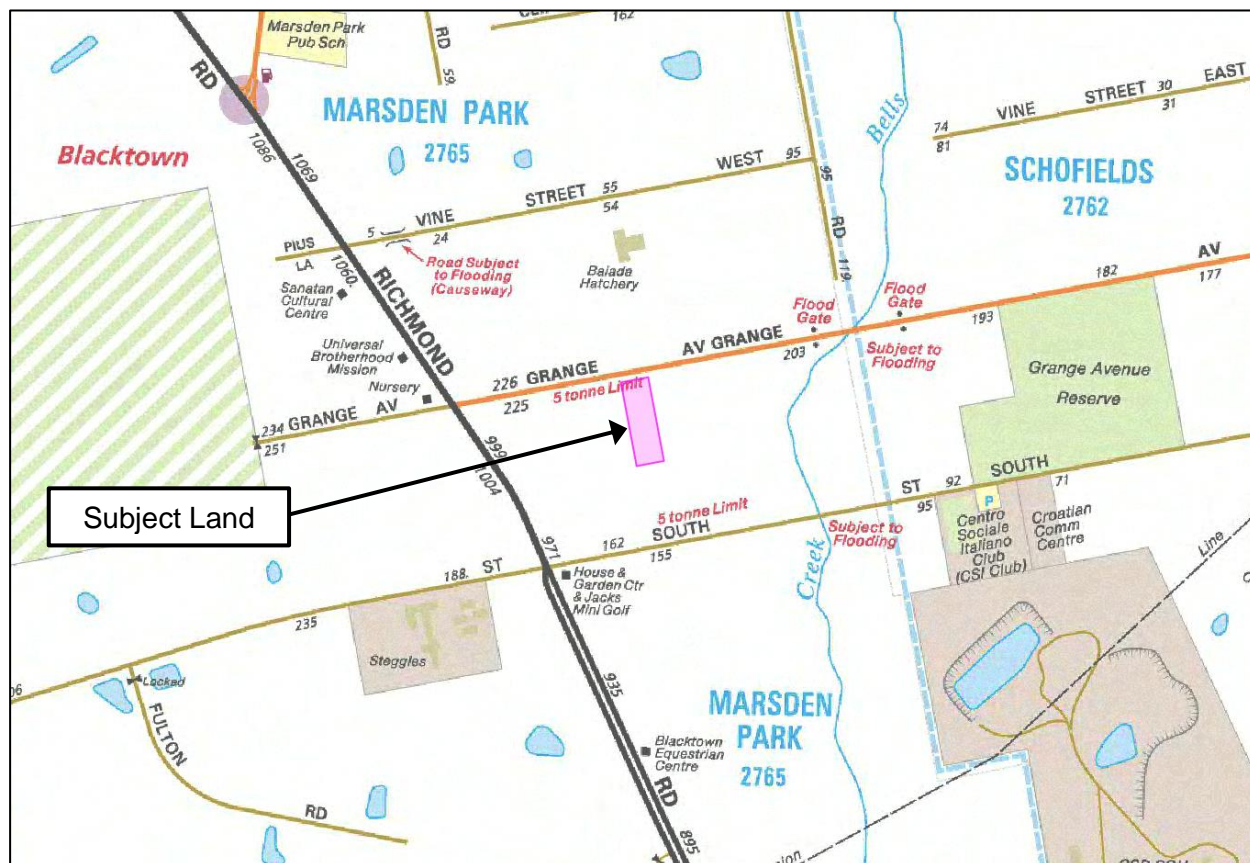 Marsden Park
Pub Sch
162
RD
59.
RD
MARSDEN PARK
2765
Blacktown
1086
1069
Bells
74
81
VINE STREET 30 EAST
31
SCHOFIELDS
2762
PIUS
LA
5 VINE STREET 55 WEST 95
24
54
95
RD
119
1060.
Road Subject
to Flooding
(Causeway)
Sanatan
Cultural
Centre
Baiada
Hatchery
RICHMOND
Universal
Brotherhood
Mission
Nursery
Flood
Gate
Flood
Gate
182 AV
177
193
Subject to
Flooding
203
226 GRANGE AV GRANGE
225
5 tonne Limit
234 GRANGE AV
251
Grange Avenue
Reserve
999
1004
Subject Land
5 tonne Limit
ST 92 SOUTH
95
71
162 SOUTH
155
Subject to
Flooding
P
Centro
Sociale
Italiano
Club
(CSI Club)
Croatian
Comm
Centre
Line
971
188. ST
235
House &
Garden Ctr
& Jacks
Mini Golf
Creek
Steggles
Locked
06
FULTON
RD
935
MARSDEN
PARK
2765
Blacktown
Equestrian
Centre
RD
895